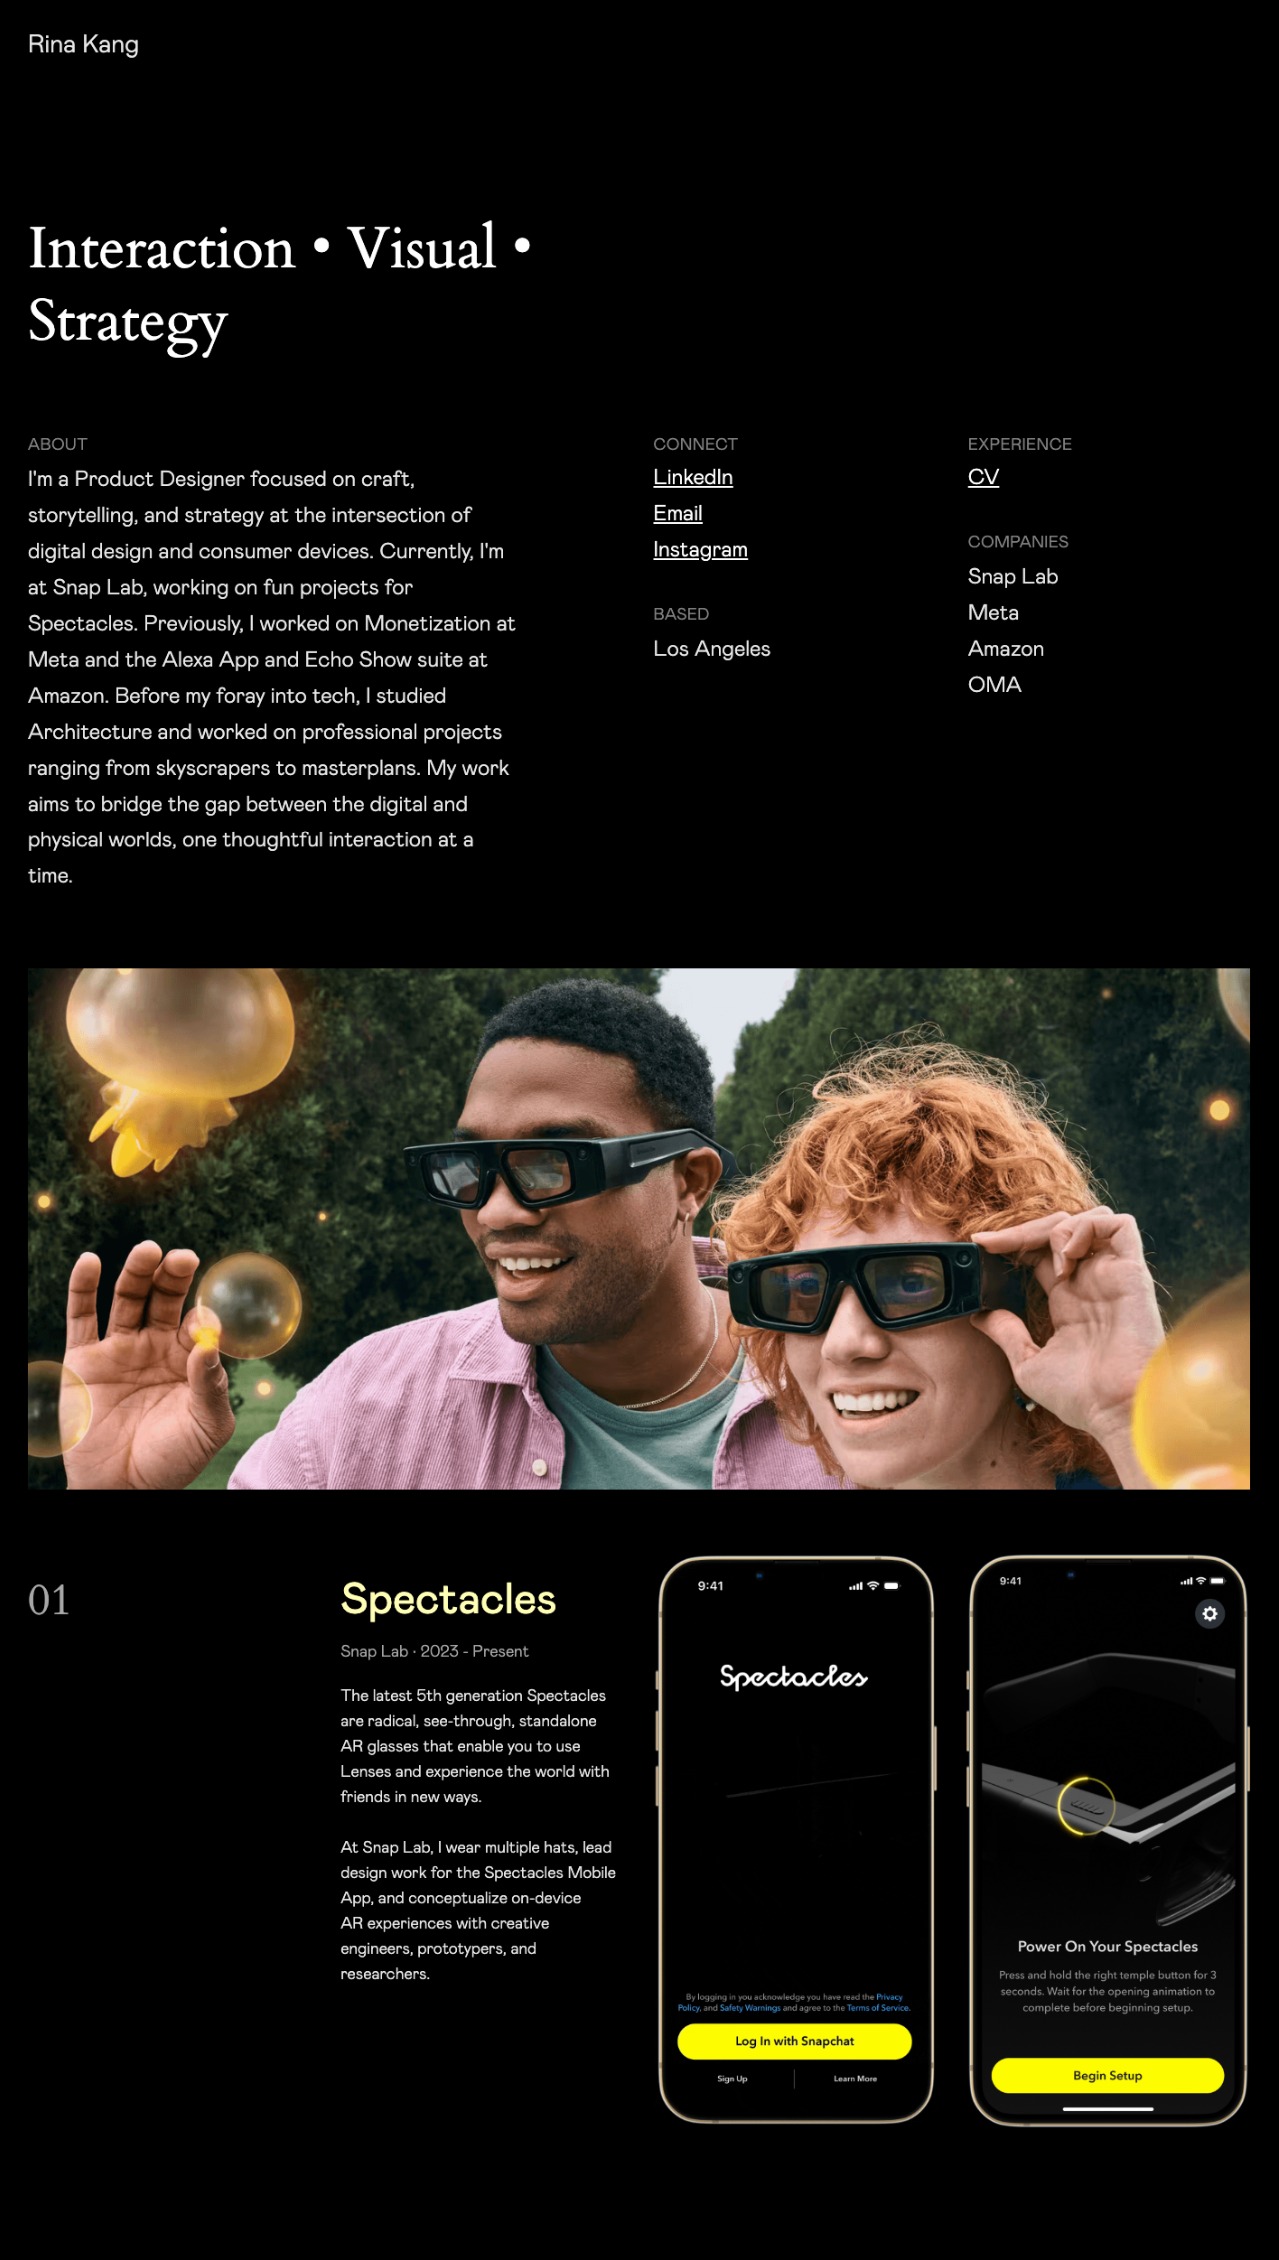 Rina Kang
Interaction • Visual •
Strategy
ABOUT
I'm a Product Designer focused on craft,
storytelling, and strategy at the intersection of
digital design and consumer devices. Currently, I'm
at Snap Lab, working on fun projects for
Spectacles. Previously, I worked on Monetization at
Meta and the Alexa App and Echo Show suite at
Amazon. Before my foray into tech, I studied
Architecture and worked on professional projects
ranging from skyscrapers to masterplans. My work
aims to bridge the gap between the digital and
physical worlds, one thoughtful interaction at a
time.
CONNECT
LinkedIn
Email
Instagram
BASED
Los Angeles
EXPERIENCE
CV
COMPANIES
Snap Lab
Meta
Amazon
OMA
01
Spectacles
Snap Lab · 2023 - Present
The latest 5th generation Spectacles
are radical, see-through, standalone
AR glasses that enable you to use
Lenses and experience the world with
friends in new ways.
At Snap Lab, I wear multiple hats, lead
design work for the Spectacles Mobile
App, and conceptualize on-device
AR experiences with creative
engineers, prototypers, and
researchers.
9:41
Spectacles
By logging in you acknowledge you have read the Privacy
Policy, and Safety Warnings and agree to the Terms of Service.
Log In with Snapchat
Sign Up
Learn More
9:41
Power On Your Spectacles
Press and hold the right temple button for 3
seconds. Wait for the opening animation to
complete before beginning setup.
Begin Setup